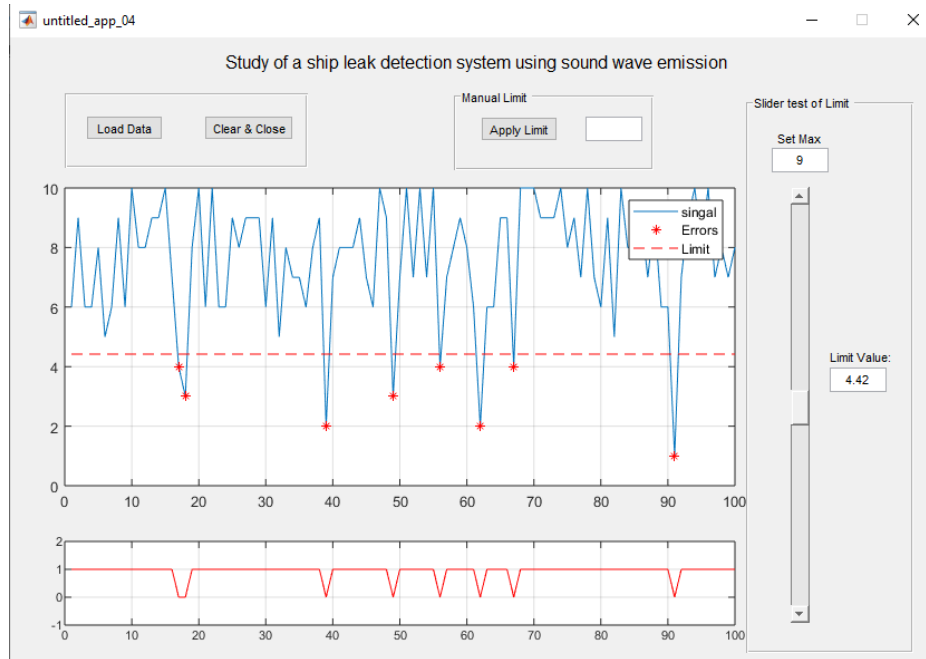 untitled_app_04
Study of a ship leak detection system using sound wave emission
Load Data
Clear & Close
Manual Limit
Apply Limit
Slider test of Limit
Set Max
9
singal
Errors
Limit
10
8
6
4
2
0
0 10 20 30 40 50 60 70 80 90 100
Limit Value:
4.42
2
1
0
-1
0 10 20 30 40 50 60 70 80 90 100